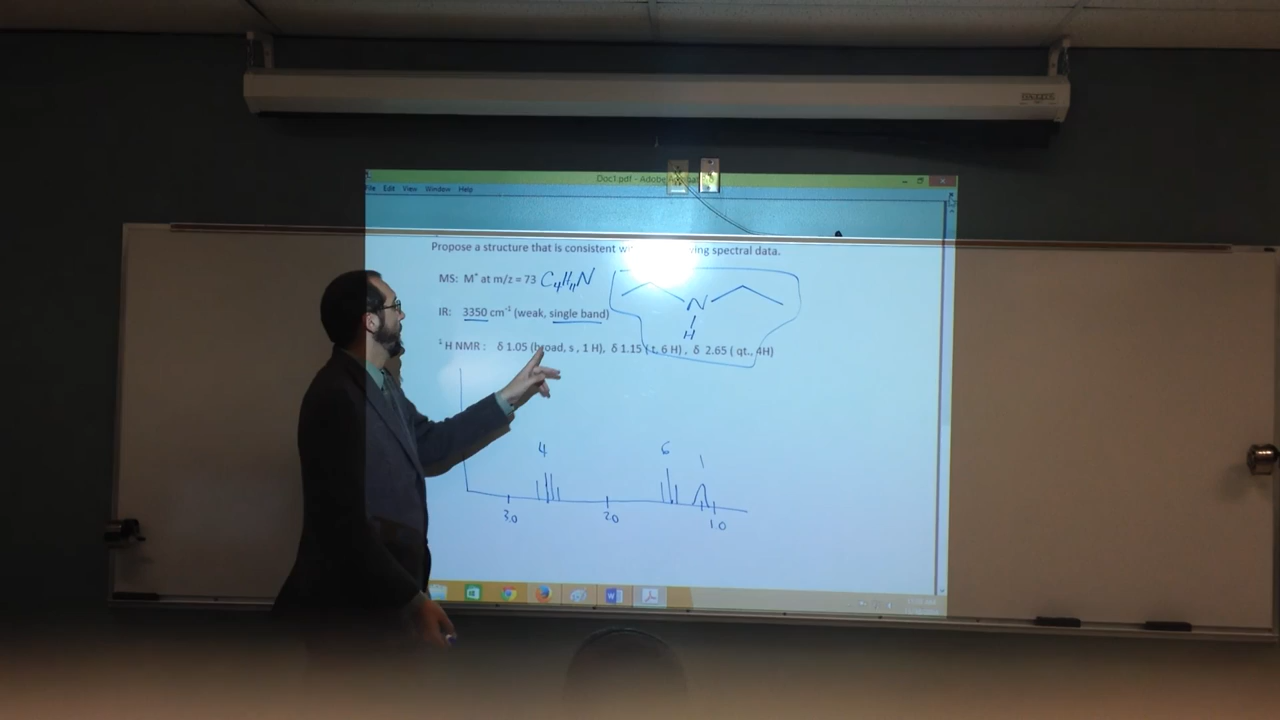 Doc1.pdf - Adobe
File Edit View Window Help
Propose a structure that is consistent ving spectral data.
MS: M⁺ at m/z = 73 C₄H₁₁N
IR: 3350 cm⁻¹ (weak, single band)
N
H
¹H NMR : δ 1.05 (broad, s , 1 H), δ 1.15 ( t, 6 H) , δ 2.65 ( qt., 4H)
4 6 1
3.0 2.0 1.0